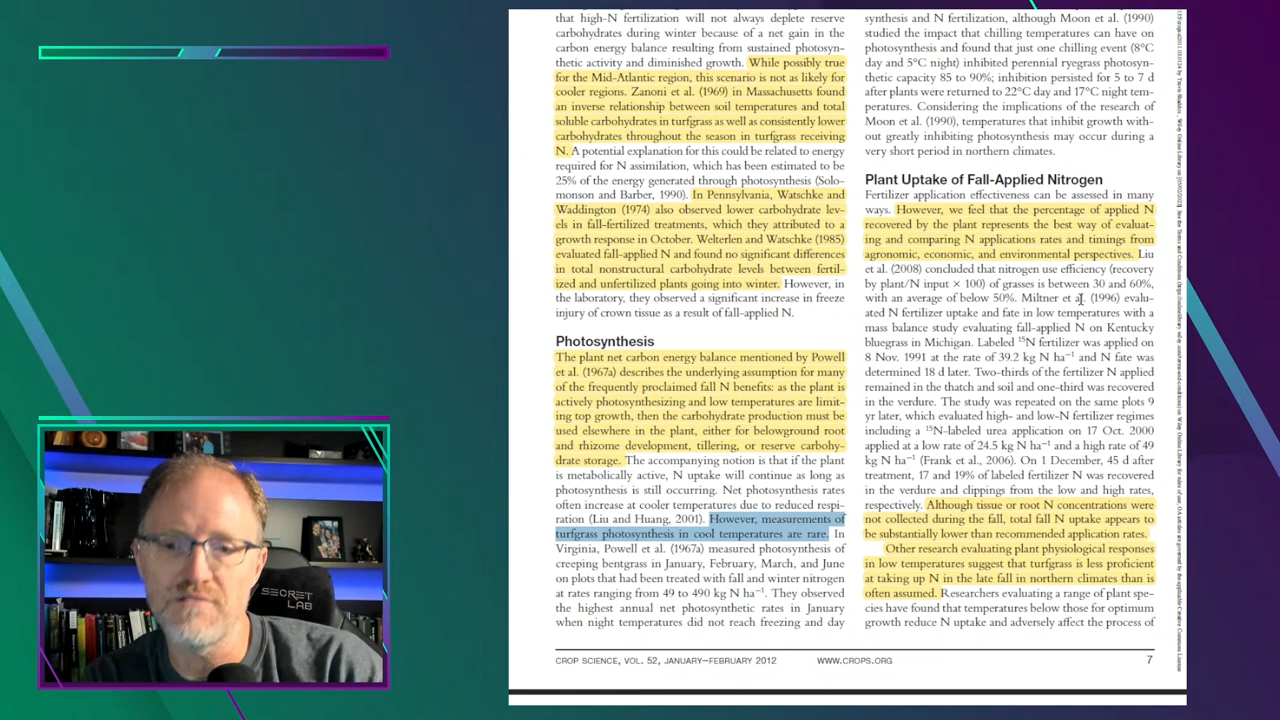 that high-N fertilization will not always deplete reserve
carbohydrates during winter because of a net gain in the
carbon energy balance resulting from sustained photosyn-
thetic activity and diminished growth. While possibly true
for the Mid-Atlantic region, this scenario is not as likely for
cooler regions. Zanoni et al. (1969) in Massachusetts found
an inverse relationship between soil temperatures and total
soluble carbohydrates in turfgrass as well as consistently lower
carbohydrates throughout the season in turfgrass receiving
N. A potential explanation for this could be related to energy
required for N assimilation, which has been estimated to be
25% of the energy generated through photosynthesis (Solo-
monson and Barber, 1990). In Pennsylvania, Watschke and
Waddington (1974) also observed lower carbohydrate lev-
els in fall-fertilized treatments, which they attributed to a
growth response in October. Welterlen and Watschke (1985)
evaluated fall-applied N and found no significant differences
in total nonstructural carbohydrate levels between fertil-
ized and unfertilized plants going into winter. However, in
the laboratory, they observed a significant increase in freeze
injury of crown tissue as a result of fall-applied N.
Photosynthesis
The plant net carbon energy balance mentioned by Powell
et al. (1967a) describes the underlying assumption for many
of the frequently proclaimed fall N benefits: as the plant is
actively photosynthesizing and low temperatures are limit-
ing top growth, then the carbohydrate production must be
used elsewhere in the plant, either for belowground root
and rhizome development, tillering, or reserve carbohy-
drate storage. The accompanying notion is that if the plant
is metabolically active, N uptake will continue as long as
photosynthesis is still occurring. Net photosynthesis rates
often increase at cooler temperatures due to reduced respi-
ration (Liu and Huang, 2001). However, measurements of
turfgrass photosynthesis in cool temperatures are rare. In
Virginia, Powell et al. (1967a) measured photosynthesis of
creeping bentgrass in January, February, March, and June
on plots that had been treated with fall and winter nitrogen
at rates ranging from 49 to 490 kg N ha⁻¹. They observed
the highest annual net photosynthetic rates in January
when night temperatures did not reach freezing and day
synthesis and N fertilization, although Moon et al. (1990)
studied the impact that chilling temperatures can have on
photosynthesis and found that just one chilling event (8°C
day and 5°C night) inhibited perennial ryegrass photosyn-
thetic capacity 85 to 90%; inhibition persisted for 5 to 7 d
after plants were returned to 22°C day and 17°C night tem-
peratures. Considering the implications of the research of
Moon et al. (1990), temperatures that inhibit growth with-
out greatly inhibiting photosynthesis may occur during a
very short period in northern climates.
Plant Uptake of Fall-Applied Nitrogen
Fertilizer application effectiveness can be assessed in many
ways. However, we feel that the percentage of applied N
recovered by the plant represents the best way of evaluat-
ing and comparing N applications rates and timings from
agronomic, economic, and environmental perspectives. Liu
et al. (2008) concluded that nitrogen use efficiency (recovery
by plant/N input × 100) of grasses is between 30 and 60%,
with an average of below 50%. Miltner et al. (1996) evalu-
ated N fertilizer uptake and fate in low temperatures with a
mass balance study evaluating fall-applied N on Kentucky
bluegrass in Michigan. Labeled ¹⁵N fertilizer was applied on
8 Nov. 1991 at the rate of 39.2 kg N ha⁻¹ and N fate was
determined 18 d later. Two-thirds of the fertilizer N applied
remained in the thatch and soil and one-third was recovered
in the verdure. The study was repeated on the same plots 9
yr later, which evaluated high- and low-N fertilizer regimes
including a ¹⁵N-labeled urea application on 17 Oct. 2000
applied at a low rate of 24.5 kg N ha⁻¹ and a high rate of 49
kg N ha⁻¹ (Frank et al., 2006). On 1 December, 45 d after
treatment, 17 and 19% of labeled fertilizer N was recovered
in the verdure and clippings from the low and high rates,
respectively. Although tissue or root N concentrations were
not collected during the fall, total fall N uptake appears to
be substantially lower than recommended application rates.
Other research evaluating plant physiological responses
in low temperatures suggest that turfgrass is less proficient
at taking up N in the late fall in northern climates than is
often assumed. Researchers evaluating a range of plant spe-
cies have found that temperatures below those for optimum
growth reduce N uptake and adversely affect the process of
CROP SCIENCE, VOL. 52, JANUARY–FEBRUARY 2012
WWW.CROPS.ORG
7
SECRET
LAB